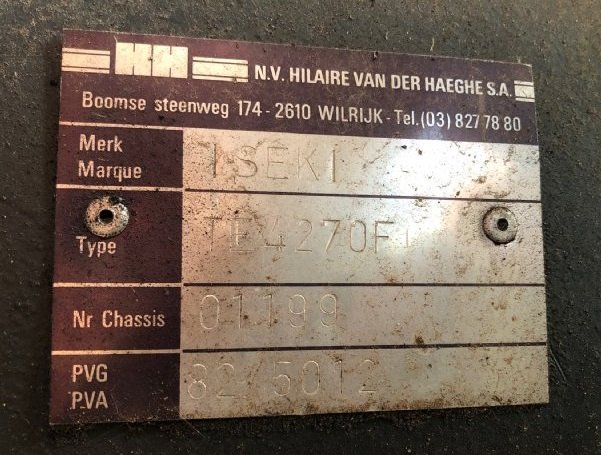 HH N.V. HILAIRE VAN DER HAEGHE S.A.
Boomse steenweg 174 - 2610 WILRIJK - Tel. (03) 827 78 80
Merk
Marque
ISEKI
Type
TE4270F
Nr Chassis
01199
PVG
PVA
82/5012